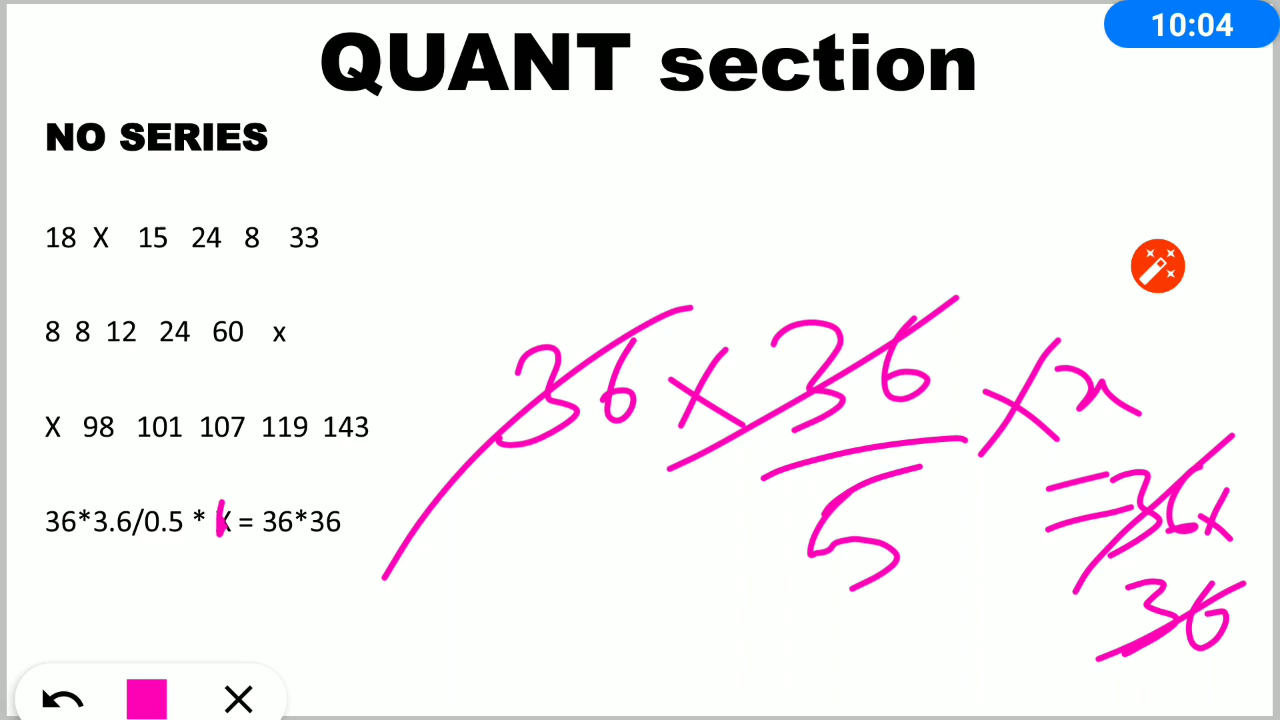 10:04
QUANT section
NO SERIES
18 X 15 24 8 33
8 8 12 24 60 x
X 98 101 107 119 143
36*3.6/0.5 * X = 36*36
36 x 36 x x
5
= 36 x
36